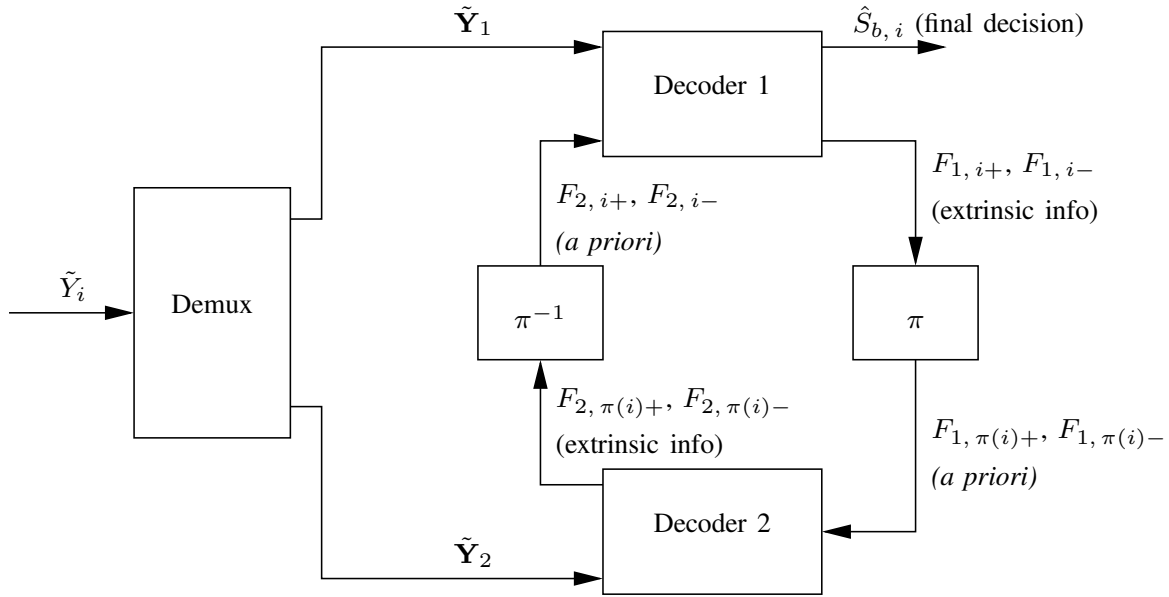 Ỹ₁
Ŝ_{b, i} (final decision)
Decoder 1
F_{1, i+}, F_{1, i−}
(extrinsic info)
F_{2, i+}, F_{2, i−}
(a priori)
Ỹ_i
Demux
π^{−1}
π
F_{2, π(i)+}, F_{2, π(i)−}
(extrinsic info)
F_{1, π(i)+}, F_{1, π(i)−}
(a priori)
Decoder 2
Ỹ₂